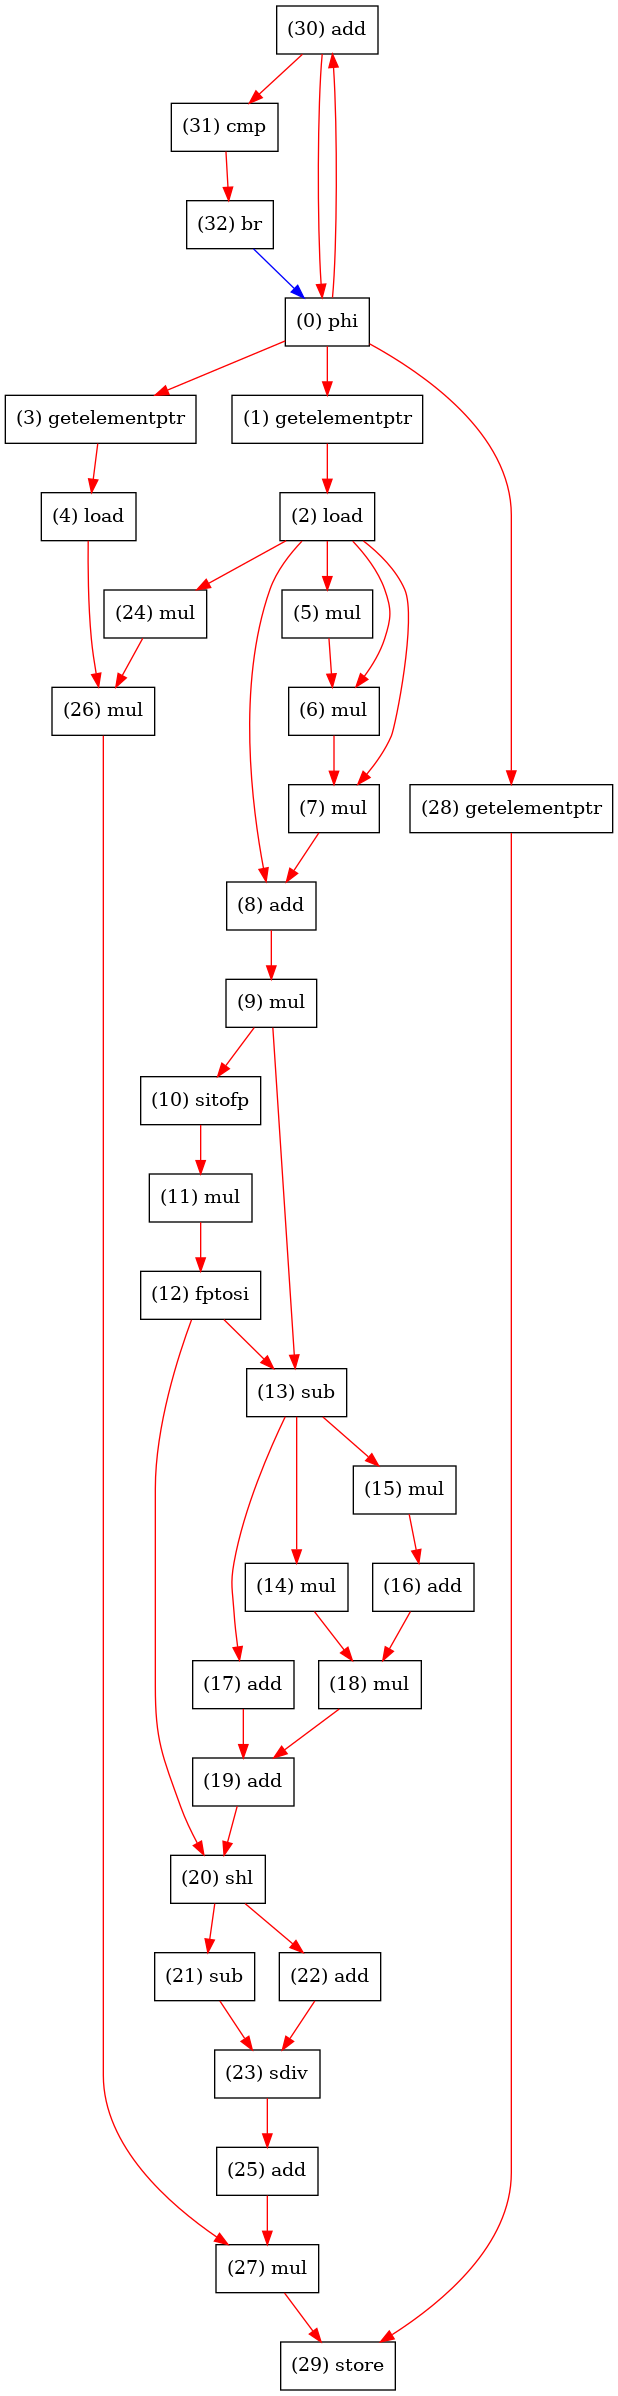 (30) add
(31) cmp
(32) br
(0) phi
(3) getelementptr
(1) getelementptr
(4) load
(2) load
(24) mul
(5) mul
(26) mul
(6) mul
(7) mul
(28) getelementptr
(8) add
(9) mul
(10) sitofp
(11) mul
(12) fptosi
(13) sub
(15) mul
(14) mul
(16) add
(17) add
(18) mul
(19) add
(20) shl
(21) sub
(22) add
(23) sdiv
(25) add
(27) mul
(29) store